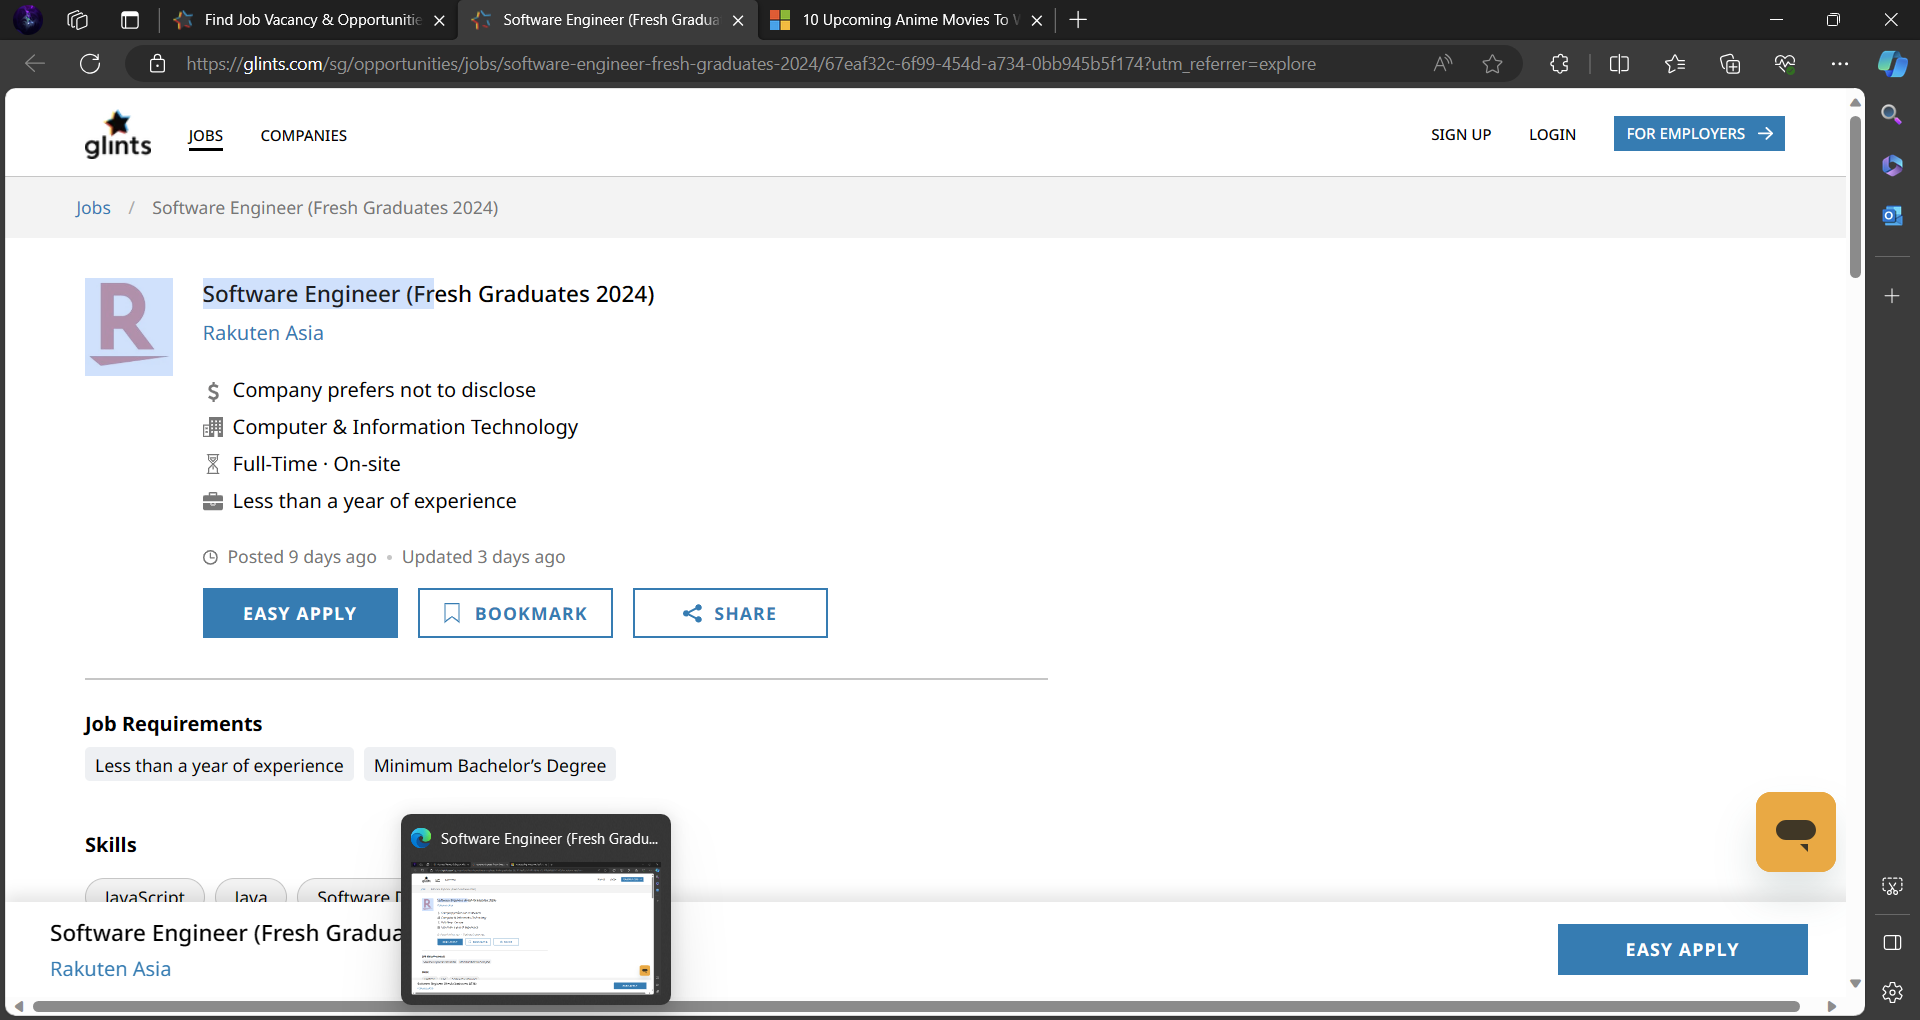 Find Job Vacancy & Opportunitie
Software Engineer (Fresh Gradua
10 Upcoming Anime Movies To
https://glints.com/sg/opportunities/jobs/software-engineer-fresh-graduates-2024/67eaf32c-6f99-454d-a734-0bb945b5f174?utm_referrer=explore
glints
JOBS
COMPANIES
SIGN UP
LOGIN
FOR EMPLOYERS
Jobs / Software Engineer (Fresh Graduates 2024)
R
Software Engineer (Fresh Graduates 2024)
Rakuten Asia
$ Company prefers not to disclose
Computer & Information Technology
Full-Time · On-site
Less than a year of experience
Posted 9 days ago • Updated 3 days ago
EASY APPLY
BOOKMARK
SHARE
Job Requirements
Less than a year of experience
Minimum Bachelor's Degree
Skills
JavaScript
Java
Software
Software Engineer (Fresh Gradu...
Software Engineer (Fresh Gradua
Rakuten Asia
EASY APPLY